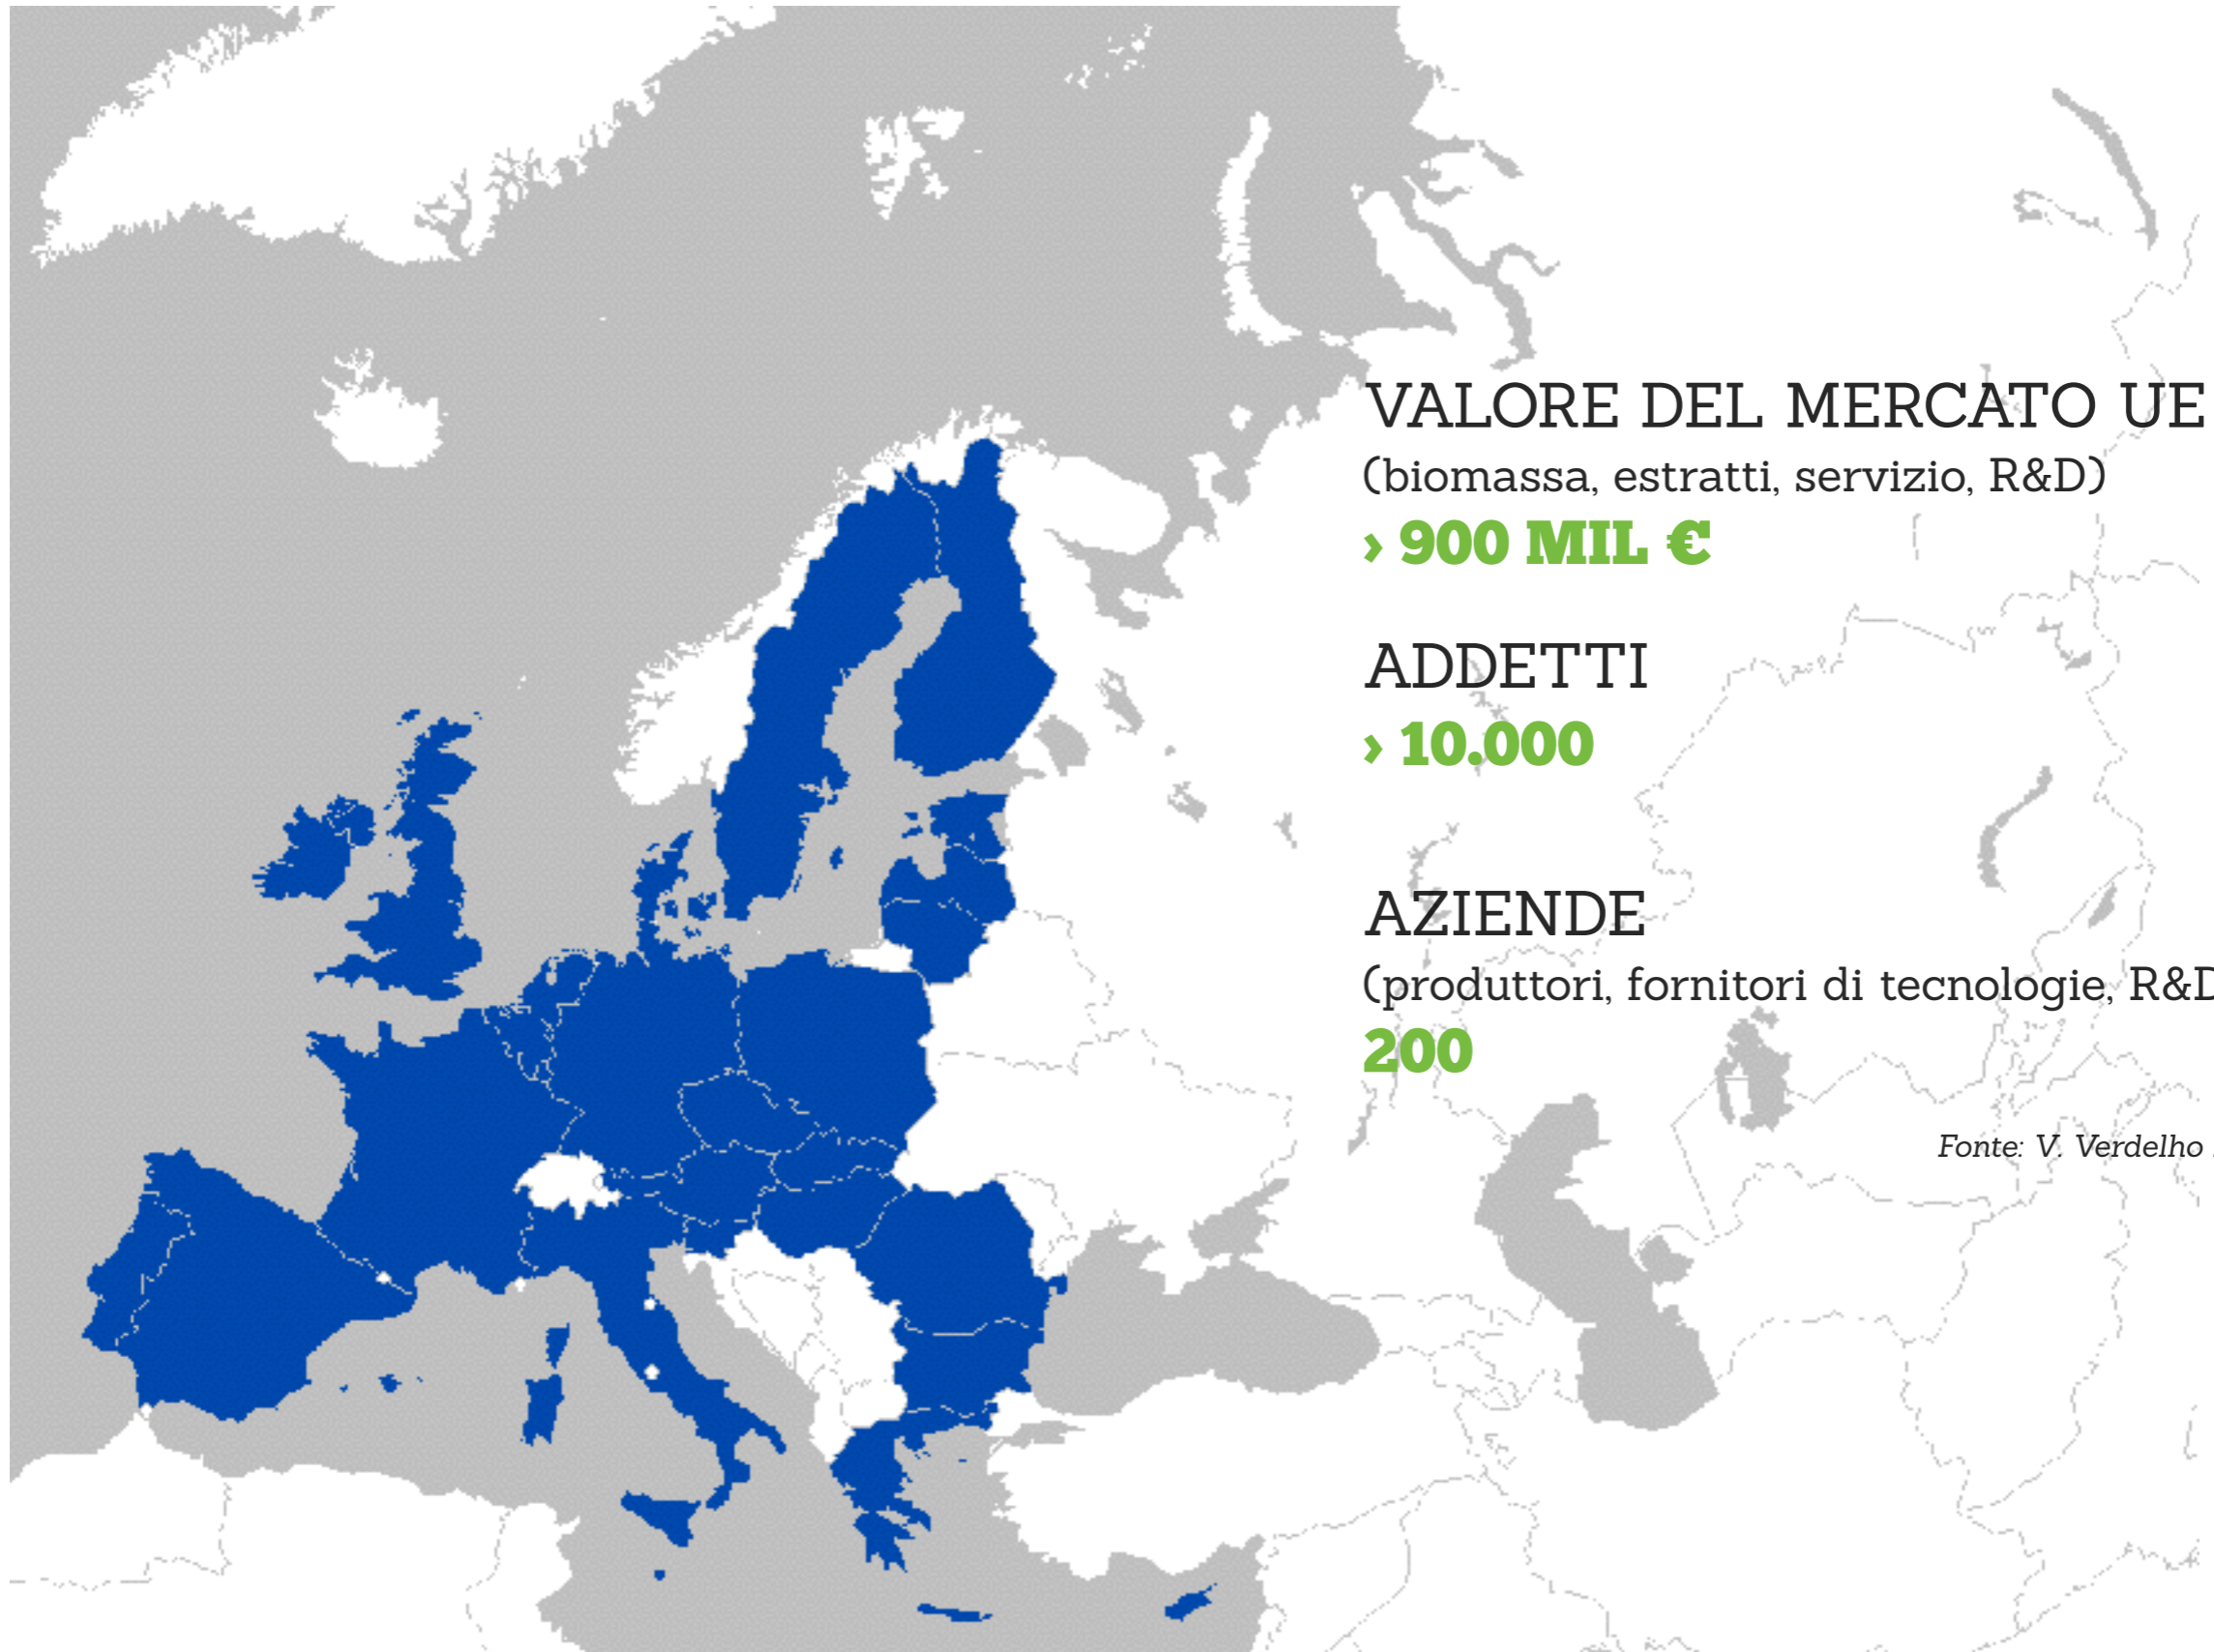 VALORE DEL MERCATO UE
(biomassa, estratti, servizio, R&D)
› 900 MIL €
ADDETTI
› 10.000
AZIENDE
(produttori, fornitori di tecnologie, R&D
200
Fonte: V. Verdelho